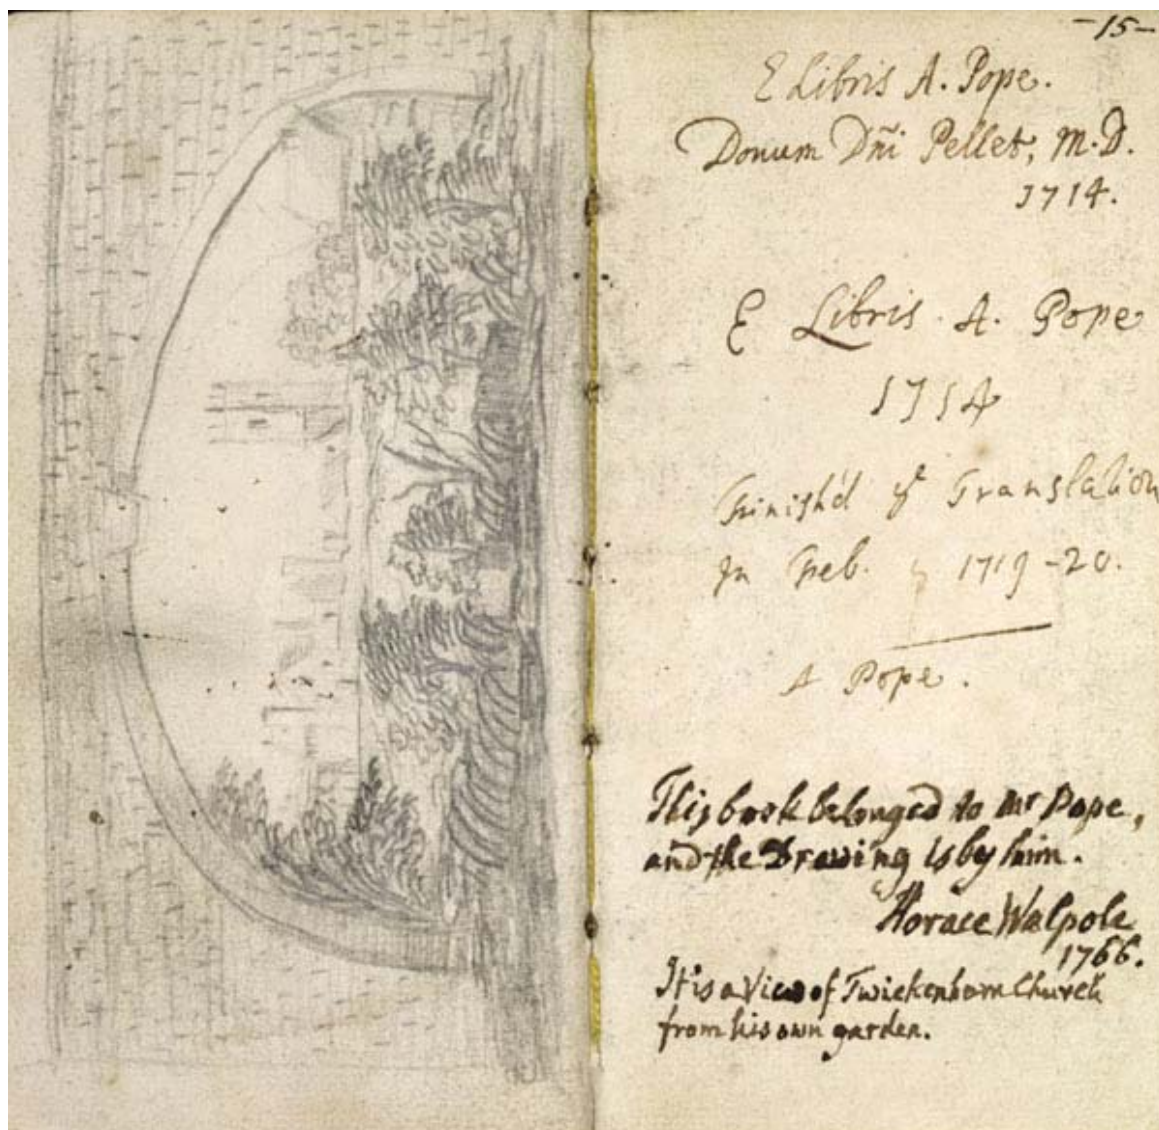 -15-
E Libris A. Pope.
Donum Dñi Pellet, M.D.
1714.
E Libris A. Pope
1714
Finish'd yᵉ Translation
In Feb. 1719-20.
A Pope.
This book belonged to mr Pope,
and the Drawing is by him.
Horace Walpole
1766.
It is a View of Twickenham Church
from his own garden.